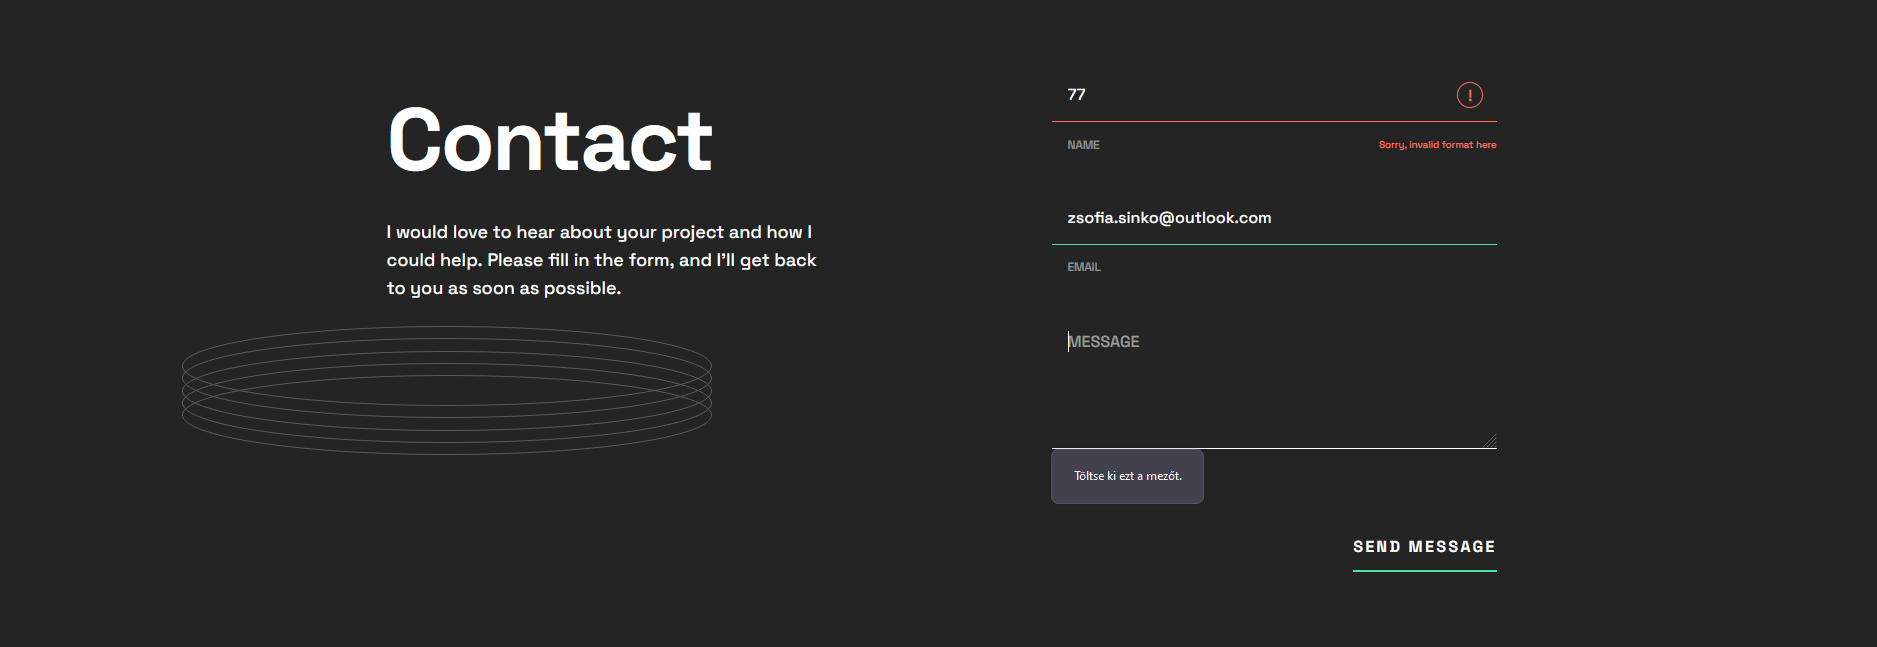 Contact
I would love to hear about your project and how I
could help. Please fill in the form, and I'll get back
to you as soon as possible.
77
!
NAME
Sorry, invalid format here
zsofia.sinko@outlook.com
EMAIL
MESSAGE
Töltse ki ezt a mezőt.
SEND MESSAGE